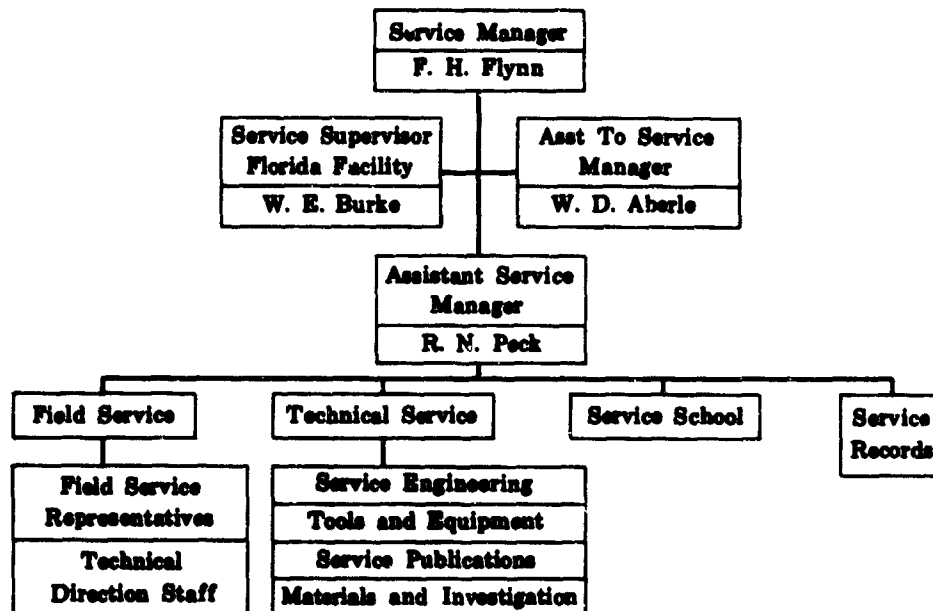 Service Manager
F. H. Flynn
Service Supervisor
Florida Facility
W. E. Burke
Asst To Service
Manager
W. D. Aberle
Assistant Service
Manager
R. N. Peck
Field Service
Technical Service
Service School
Service
Records
Field Service
Representatives
Technical
Direction Staff
Service Engineering
Tools and Equipment
Service Publications
Materials and Investigation